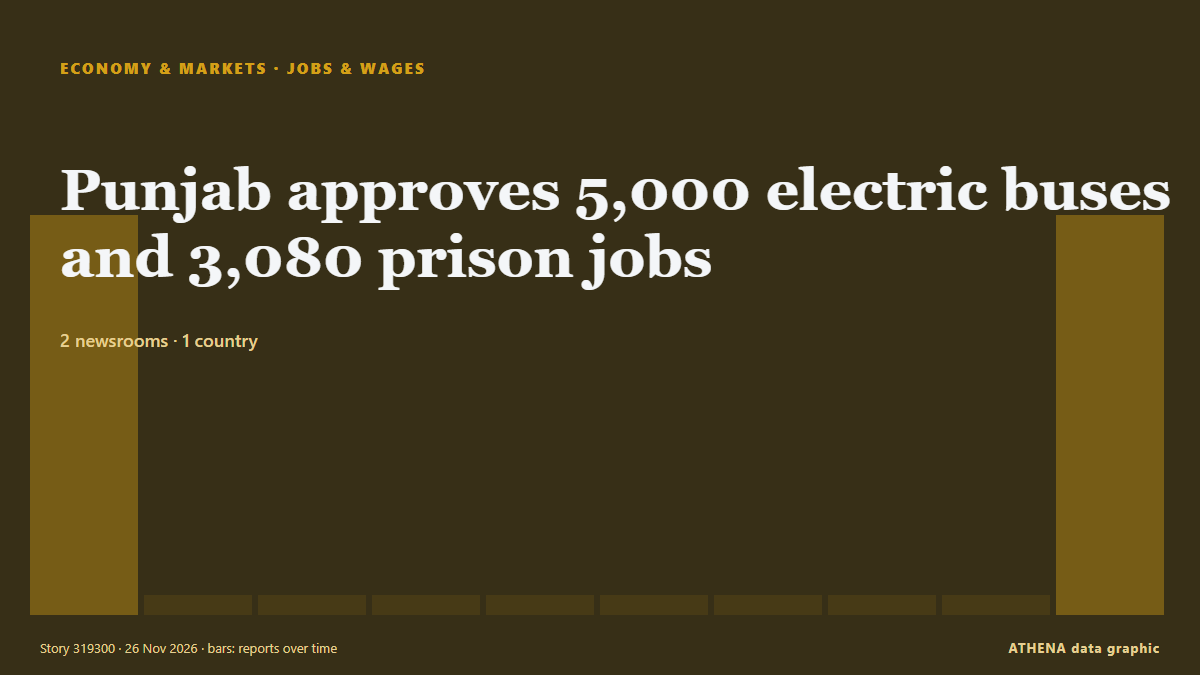 ECONOMY & MARKETS · JOBS & WAGES
Punjab approves 5,000 electric buses
and 3,080 prison jobs
2 newsrooms · 1 country
Story 319300 · 26 Nov 2026 · bars: reports over time
ATHENA data graphic